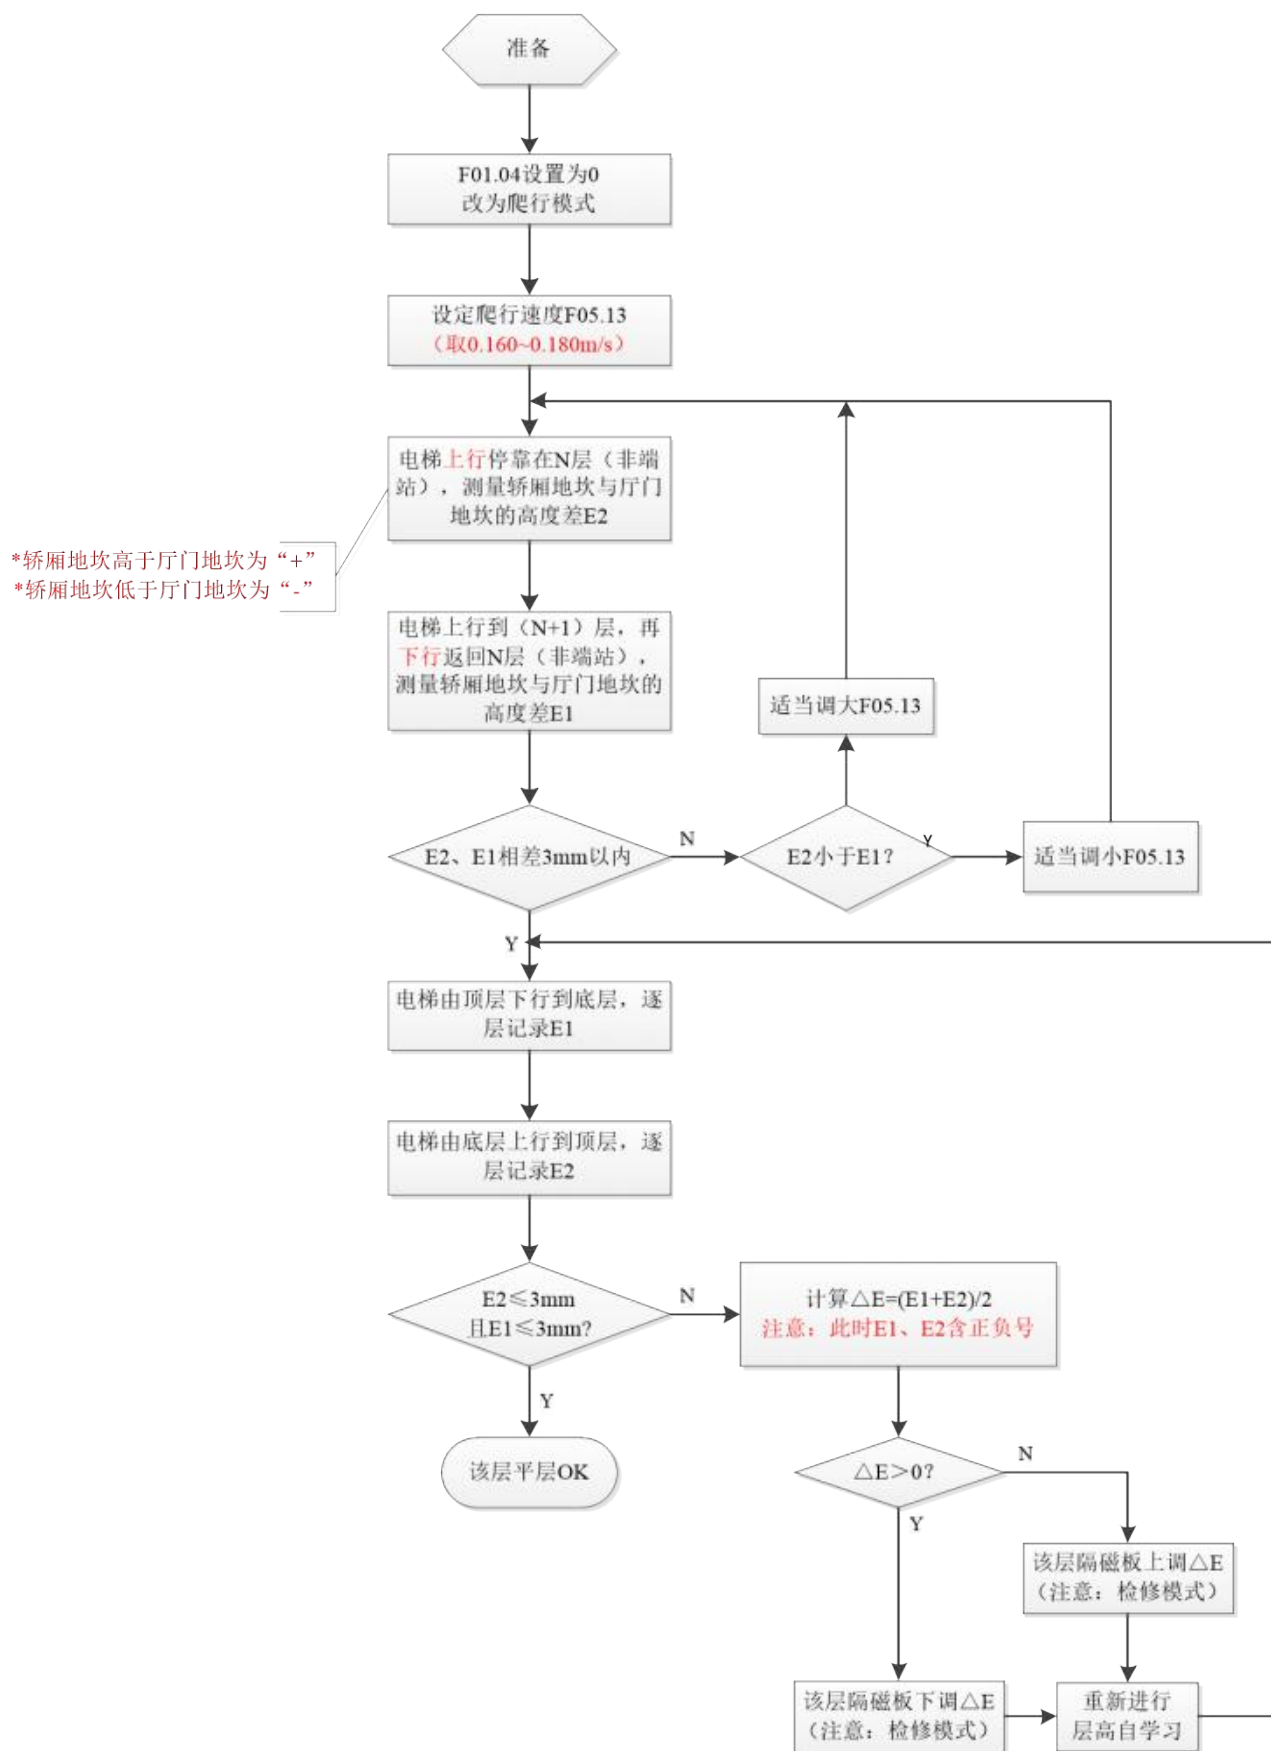 准备
F01.04设置为0
改为爬行模式
设定爬行速度F05.13
（取0.160~0.180m/s）
电梯上行停靠在N层（非端
站），测量轿厢地坎与厅门
地坎的高度差E2
*轿厢地坎高于厅门地坎为“+”
*轿厢地坎低于厅门地坎为“-”
电梯上行到（N+1）层，再
下行返回N层（非端站），
测量轿厢地坎与厅门地坎的
高度差E1
适当调大F05.13
E2、E1相差3mm以内
N
E2小于E1？
Y
适当调小F05.13
Y
电梯由顶层下行到底层，逐
层记录E1
电梯由底层上行到顶层，逐
层记录E2
E2≤3mm
且E1≤3mm?
N
计算△E=(E1+E2)/2
注意：此时E1、E2含正负号
Y
该层平层OK
△E＞0?
N
Y
该层隔磁板上调△E
（注意：检修模式）
该层隔磁板下调△E
（注意：检修模式）
重新进行
层高自学习